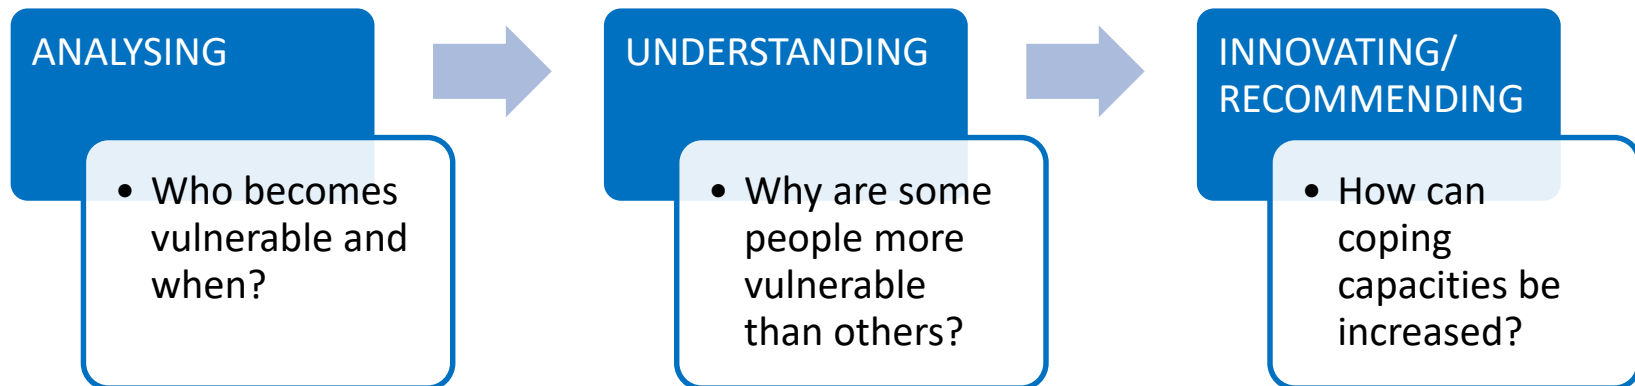 ANALYSING
• Who becomes
vulnerable and
when?
UNDERSTANDING
• Why are some
people more
vulnerable
than others?
INNOVATING/
RECOMMENDING
• How can
coping
capacities be
increased?